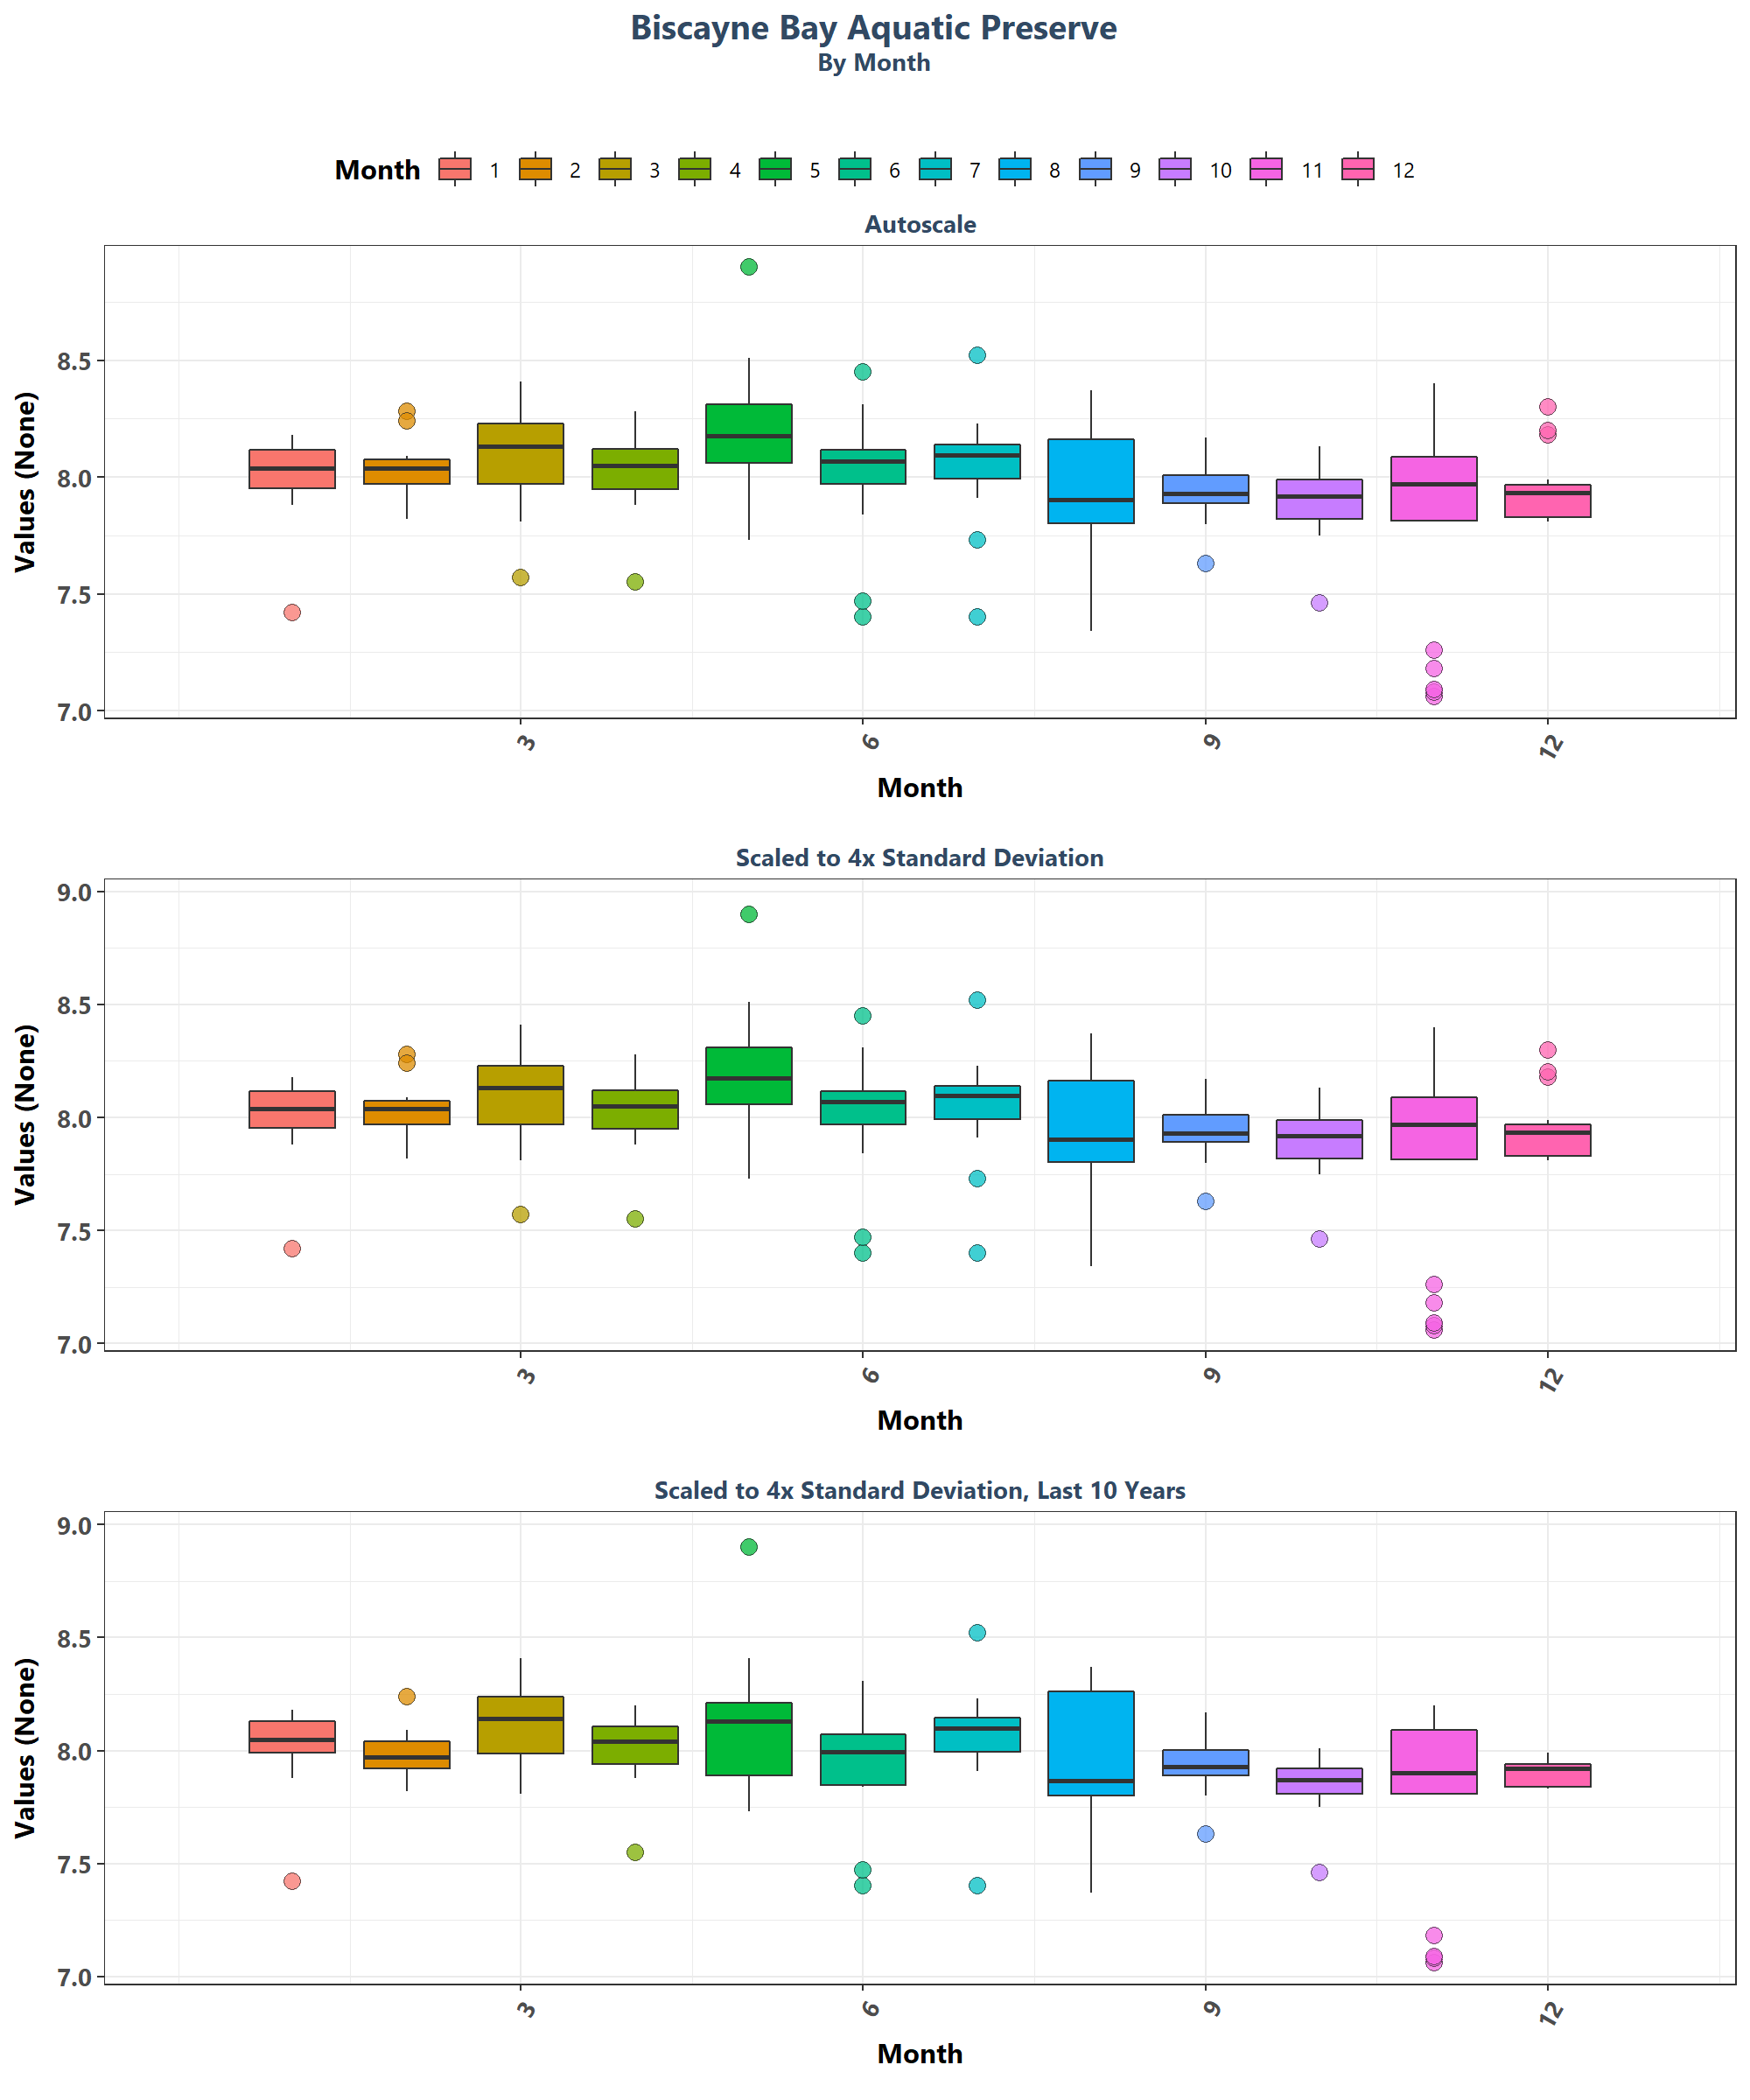 Biscayne Bay Aquatic Preserve
By Month
Month 1 2 3 4 5 6 7 8 9 10 11 12
Autoscale
Values (None)
8.5
8.0
7.5
7.0
3 6 9 12
Month
Scaled to 4x Standard Deviation
Values (None)
9.0
8.5
8.0
7.5
7.0
3 6 9 12
Month
Scaled to 4x Standard Deviation, Last 10 Years
Values (None)
9.0
8.5
8.0
7.5
7.0
3 6 9 12
Month